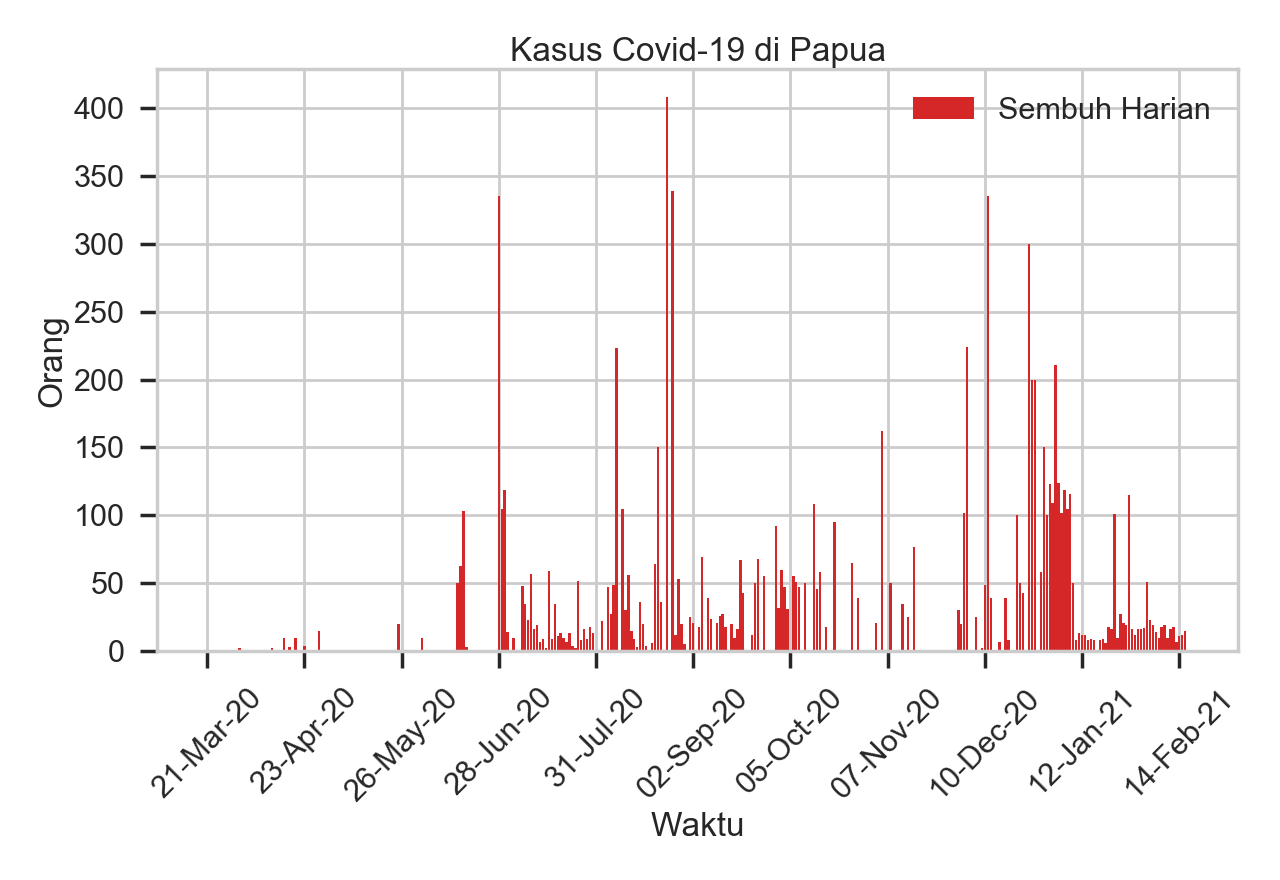 Kasus Covid-19 di Papua
Sembuh Harian
Orang
400
350
300
250
200
150
100
50
0
21-Mar-20
23-Apr-20
26-May-20
28-Jun-20
31-Jul-20
02-Sep-20
05-Oct-20
07-Nov-20
10-Dec-20
12-Jan-21
14-Feb-21
Waktu